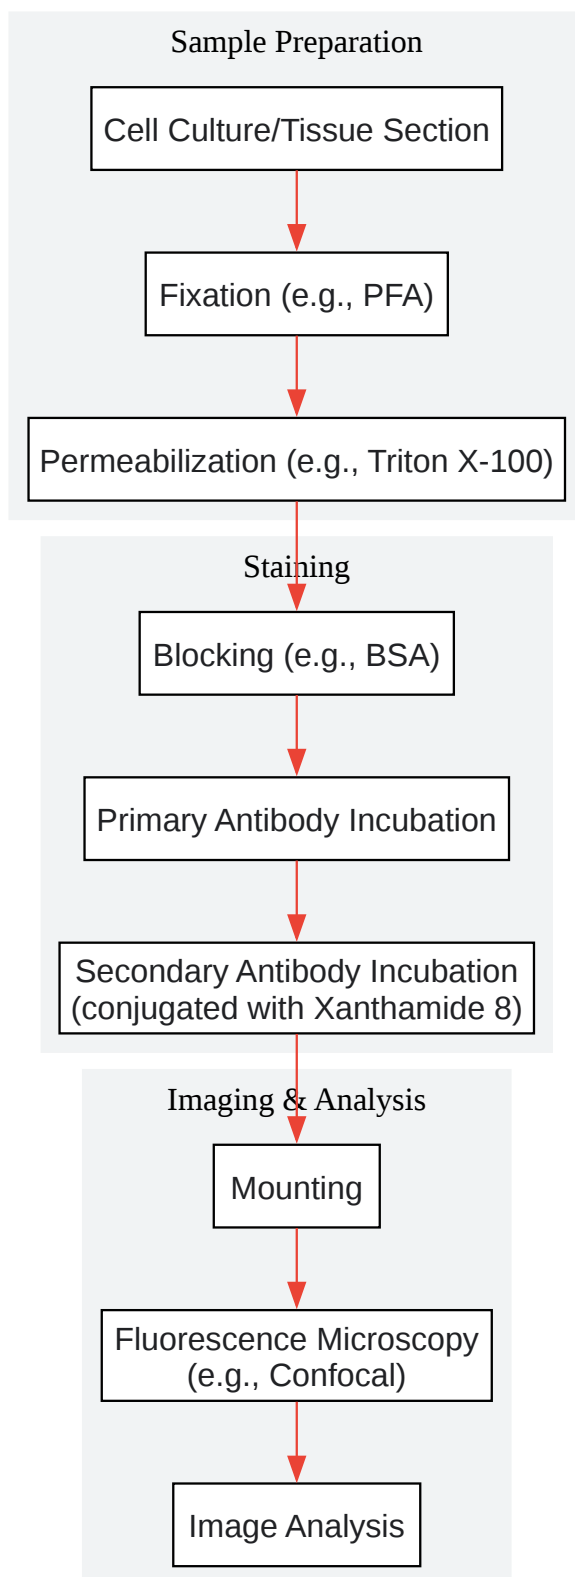 Sample Preparation
Cell Culture/Tissue Section
Fixation (e.g., PFA)
Permeabilization (e.g., Triton X-100)
Staining
Blocking (e.g., BSA)
Primary Antibody Incubation
Secondary Antibody Incubation
(conjugated with Xanthamide 8)
Imaging & Analysis
Mounting
Fluorescence Microscopy
(e.g., Confocal)
Image Analysis